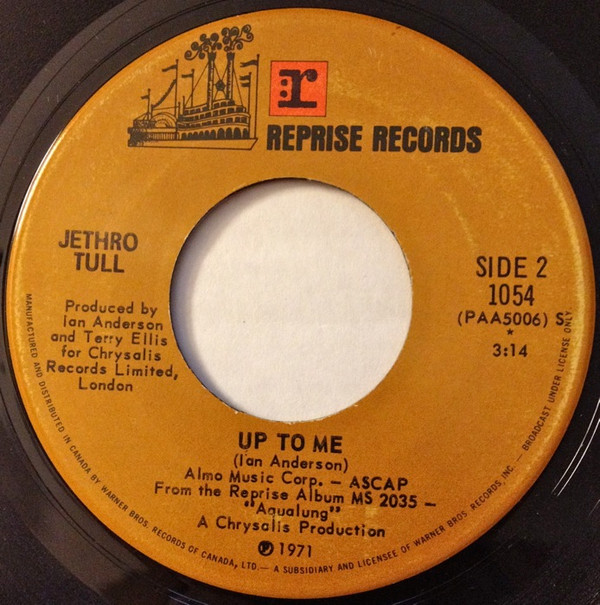 r
REPRISE RECORDS
JETHRO
TULL
SIDE 2
1054
(PAA5006) S
*
3:14
Produced by
Ian Anderson
and Terry Ellis
for Chrysalis
Records Limited,
London
UP TO ME
(Ian Anderson)
Almo Music Corp. – ASCAP
From the Reprise Album MS 2035 –
"Aqualung"
A Chrysalis Production
℗ 1971
MANUFACTURED AND DISTRIBUTED IN CANADA BY WARNER BROS. RECORDS OF CANADA, LTD. — A SUBSIDIARY AND LICENSEE OF WARNER BROS. RECORDS, INC. — BROADCAST UNDER LICENSE ONLY.